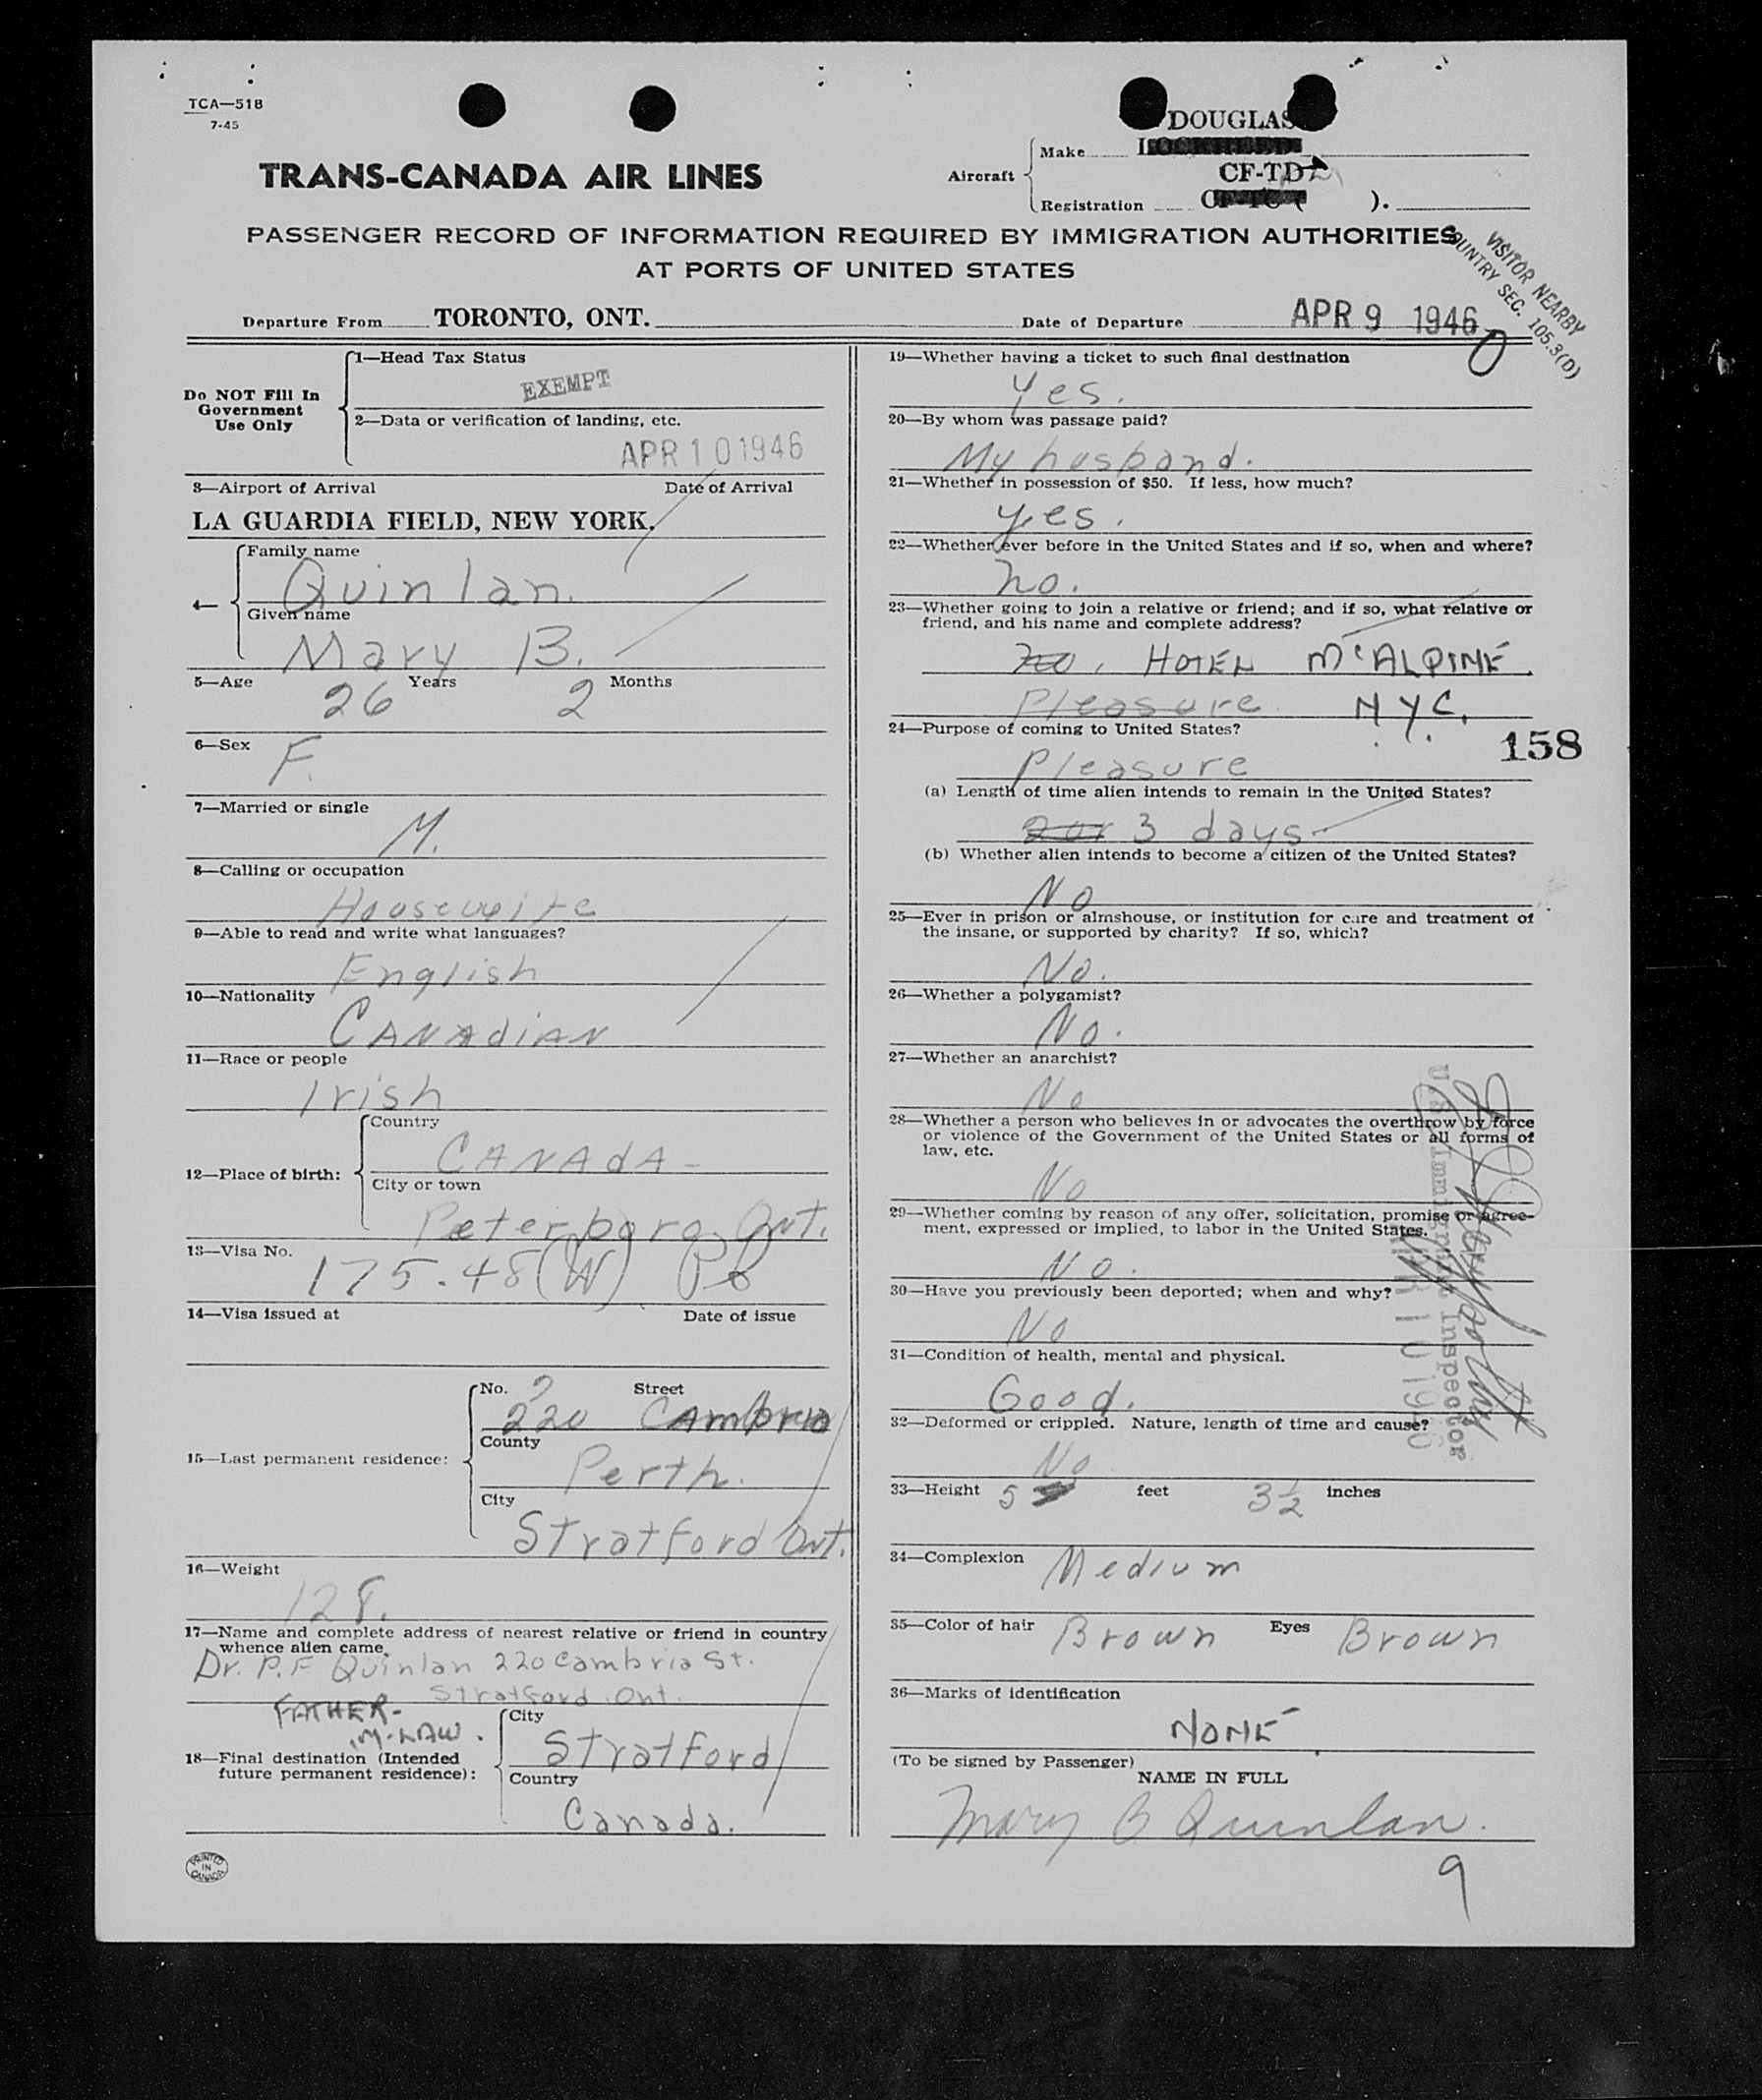 TCA—518
7-45
DOUGLAS
TRANS-CANADA AIR LINES
Aircraft
Make
CF-TD
Registration ).
PASSENGER RECORD OF INFORMATION REQUIRED BY IMMIGRATION AUTHORITIES
AT PORTS OF UNITED STATES
VISITOR NEARBY
COUNTRY SEC. 105.3(D)
Departure From TORONTO, ONT. Date of Departure APR 9 1946
Do NOT Fill In
Government
Use Only
1—Head Tax Status
EXEMPT
2—Data or verification of landing, etc.
APR 10 1946
3—Airport of Arrival Date of Arrival
LA GUARDIA FIELD, NEW YORK.
4—
Family name
Quinlan.
Given name
Mary B.
5—Age 26 Years 2 Months
6—Sex F.
7—Married or single
M.
8—Calling or occupation
Housewife
9—Able to read and write what languages?
English
10—Nationality
Canadian
11—Race or people
Irish
12—Place of birth:
Country
Canada -
City or town
Peterboro, Ont.
13—Visa No.
175.48 (W)
14—Visa issued at Date of issue
15—Last permanent residence:
No. Street
220 Cambria
County
Perth.
City
Stratford Ont.
16—Weight
128.
17—Name and complete address of nearest relative or friend in country
whence alien came.
Dr. P. F Quinlan 220 Cambria St.
Stratford Ont.
FATHER-
IN-LAW.
18—Final destination (Intended
future permanent residence):
City
Stratford
Country
Canada.
PRINTED
IN
CANADA
19—Whether having a ticket to such final destination
Yes.
20—By whom was passage paid?
My husband.
21—Whether in possession of $50. If less, how much?
yes.
22—Whether ever before in the United States and if so, when and where?
no.
23—Whether going to join a relative or friend; and if so, what relative or
friend, and his name and complete address?
no. HOTEL McALPINE
Pleasure N.Y.C.
24—Purpose of coming to United States?
158
Pleasure
(a) Length of time alien intends to remain in the United States?
2 or 3 days
(b) Whether alien intends to become a citizen of the United States?
No
25—Ever in prison or almshouse, or institution for care and treatment of
the insane, or supported by charity? If so, which?
No.
26—Whether a polygamist?
No.
27—Whether an anarchist?
No
28—Whether a person who believes in or advocates the overthrow by force
or violence of the Government of the United States or all forms of
law, etc.
No
29—Whether coming by reason of any offer, solicitation, promise or agree-
ment, expressed or implied, to labor in the United States.
No.
30—Have you previously been deported; when and why?
No
31—Condition of health, mental and physical.
Good.
32—Deformed or crippled. Nature, length of time and cause?
No
U S Immigration Inspector
APR 10 1946
33—Height 5 feet 3½ inches
34—Complexion Medium
35—Color of hair Brown Eyes Brown
36—Marks of identification
NONE
(To be signed by Passenger)
NAME IN FULL
Mary B Quinlan.
9